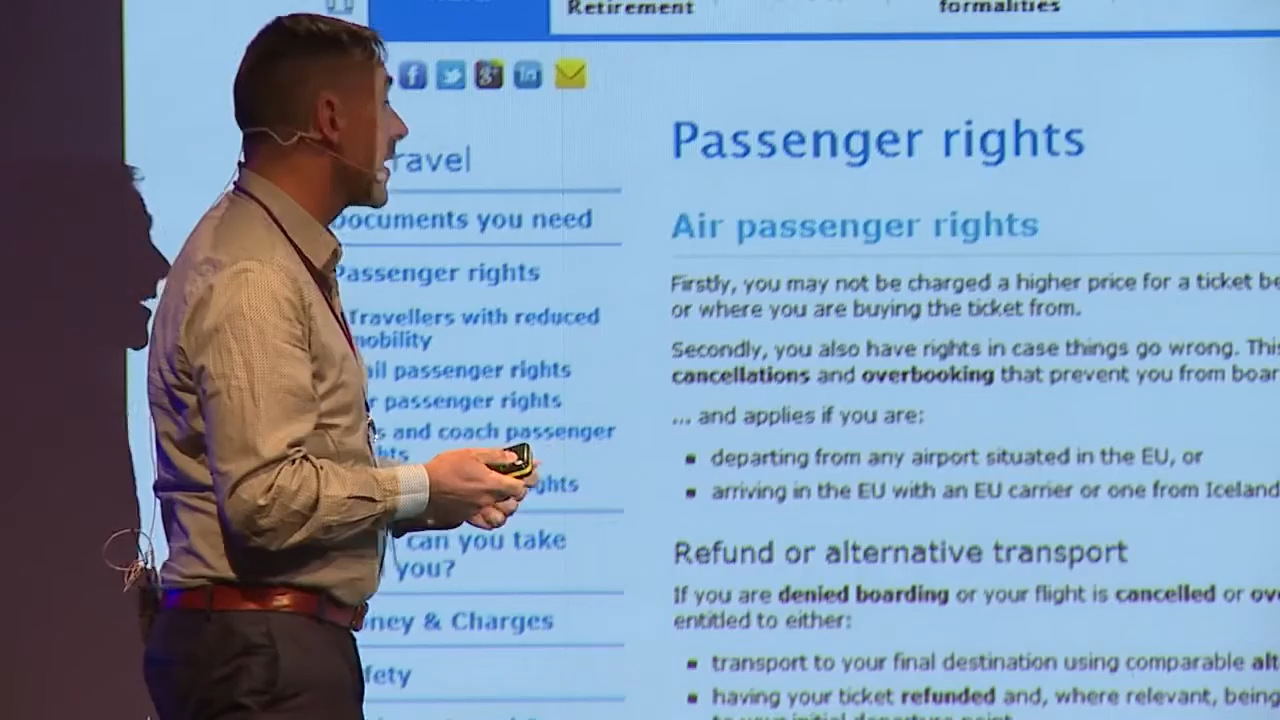 Retirement
formalities
ravel
Documents you need
Passenger rights
Travellers with reduced
mobility
passenger rights
passenger rights
and coach passenger
can you take
you?
& Charges
Passenger rights
Air passenger rights
Firstly, you may not be charged a higher price for a ticket be
or where you are buying the ticket from.
Secondly, you also have rights in case things go wrong. This
cancellations and overbooking that prevent you from boar
... and applies if you are:
departing from any airport situated in the EU, or
arriving in the EU with an EU carrier or one from Iceland
Refund or alternative transport
If you are denied boarding or your flight is cancelled or ov
entitled to either:
transport to your final destination using comparable alt
having your ticket refunded and, where relevant, being